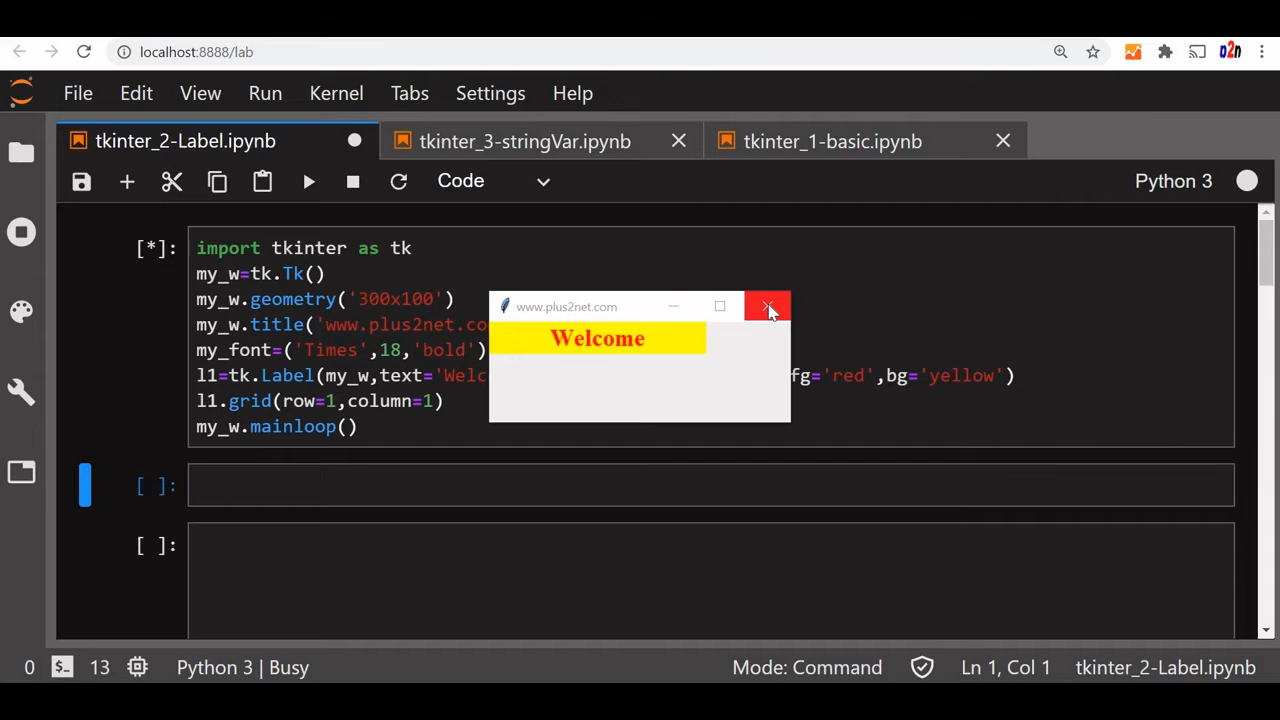 localhost:8888/lab
File Edit View Run Kernel Tabs Settings Help
tkinter_2-Label.ipynb tkinter_3-stringVar.ipynb tkinter_1-basic.ipynb
Code Python 3
[*]: import tkinter as tk
my_w=tk.Tk()
my_w.geometry('300x100')
my_w.title('www.plus2net.co
my_font=('Times',18,'bold')
l1=tk.Label(my_w,text='Welc fg='red',bg='yellow')
l1.grid(row=1,column=1)
my_w.mainloop()
www.plus2net.com
Welcome
[ ]:
[ ]:
0 $_ 13 Python 3 | Busy Mode: Command Ln 1, Col 1 tkinter_2-Label.ipynb